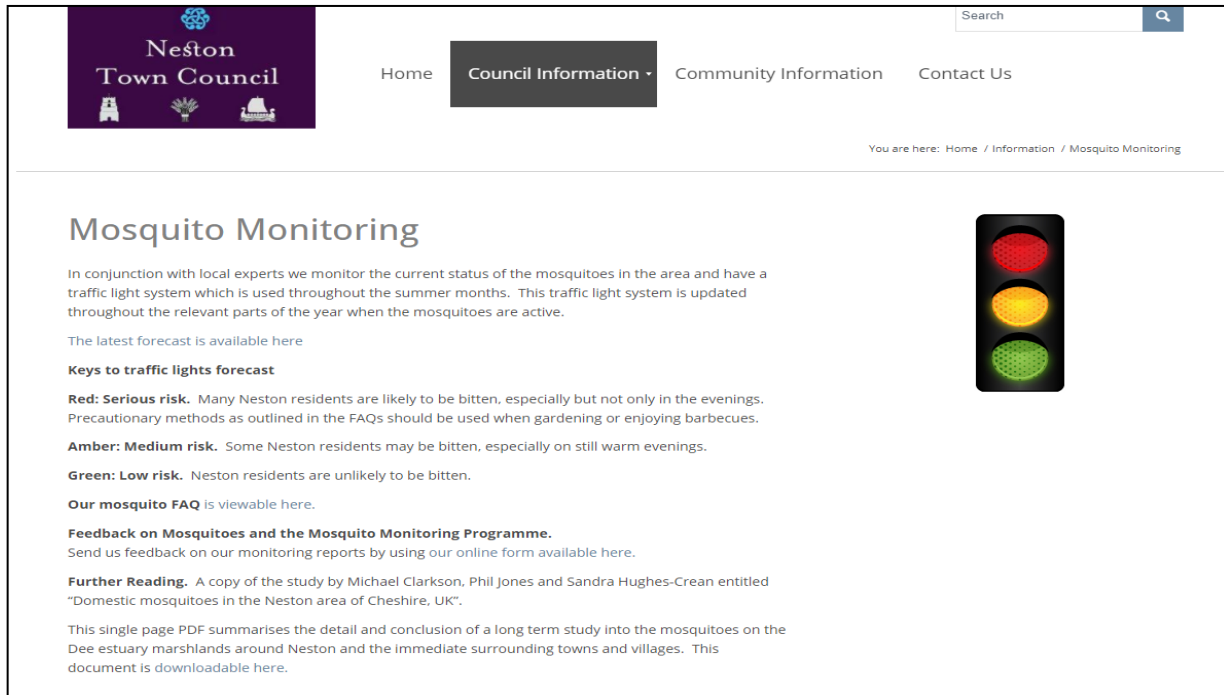 Search
Neston
Town Council
Home Council Information Community Information Contact Us
You are here: Home / Information / Mosquito Monitoring
Mosquito Monitoring
In conjunction with local experts we monitor the current status of the mosquitoes in the area and have a
traffic light system which is used throughout the summer months. This traffic light system is updated
throughout the relevant parts of the year when the mosquitoes are active.
The latest forecast is available here
Keys to traffic lights forecast
Red: Serious risk. Many Neston residents are likely to be bitten, especially but not only in the evenings.
Precautionary methods as outlined in the FAQs should be used when gardening or enjoying barbecues.
Amber: Medium risk. Some Neston residents may be bitten, especially on still warm evenings.
Green: Low risk. Neston residents are unlikely to be bitten.
Our mosquito FAQ is viewable here.
Feedback on Mosquitoes and the Mosquito Monitoring Programme.
Send us feedback on our monitoring reports by using our online form available here.
Further Reading. A copy of the study by Michael Clarkson, Phil Jones and Sandra Hughes-Crean entitled
“Domestic mosquitoes in the Neston area of Cheshire, UK”.
This single page PDF summarises the detail and conclusion of a long term study into the mosquitoes on the
Dee estuary marshlands around Neston and the immediate surrounding towns and villages. This
document is downloadable here.